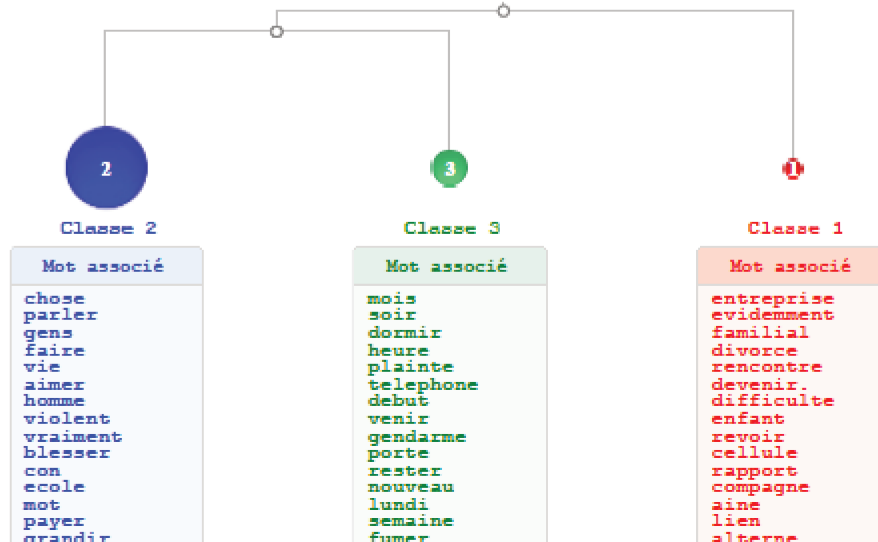 2
3
1
Classe 2
Classe 3
Classe 1
Mot associé
chose
parler
gens
faire
vie
aimer
homme
violent
vraiment
blesser
con
ecole
mot
payer
grandir
Mot associé
mois
soir
dormir
heure
plainte
telephone
debut
venir
gendarme
porte
rester
nouveau
lundi
semaine
fumer
Mot associé
entreprise
evidemment
familial
divorce
rencontre
devenir.
difficulte
enfant
revoir
cellule
rapport
compagne
aine
lien
alterne